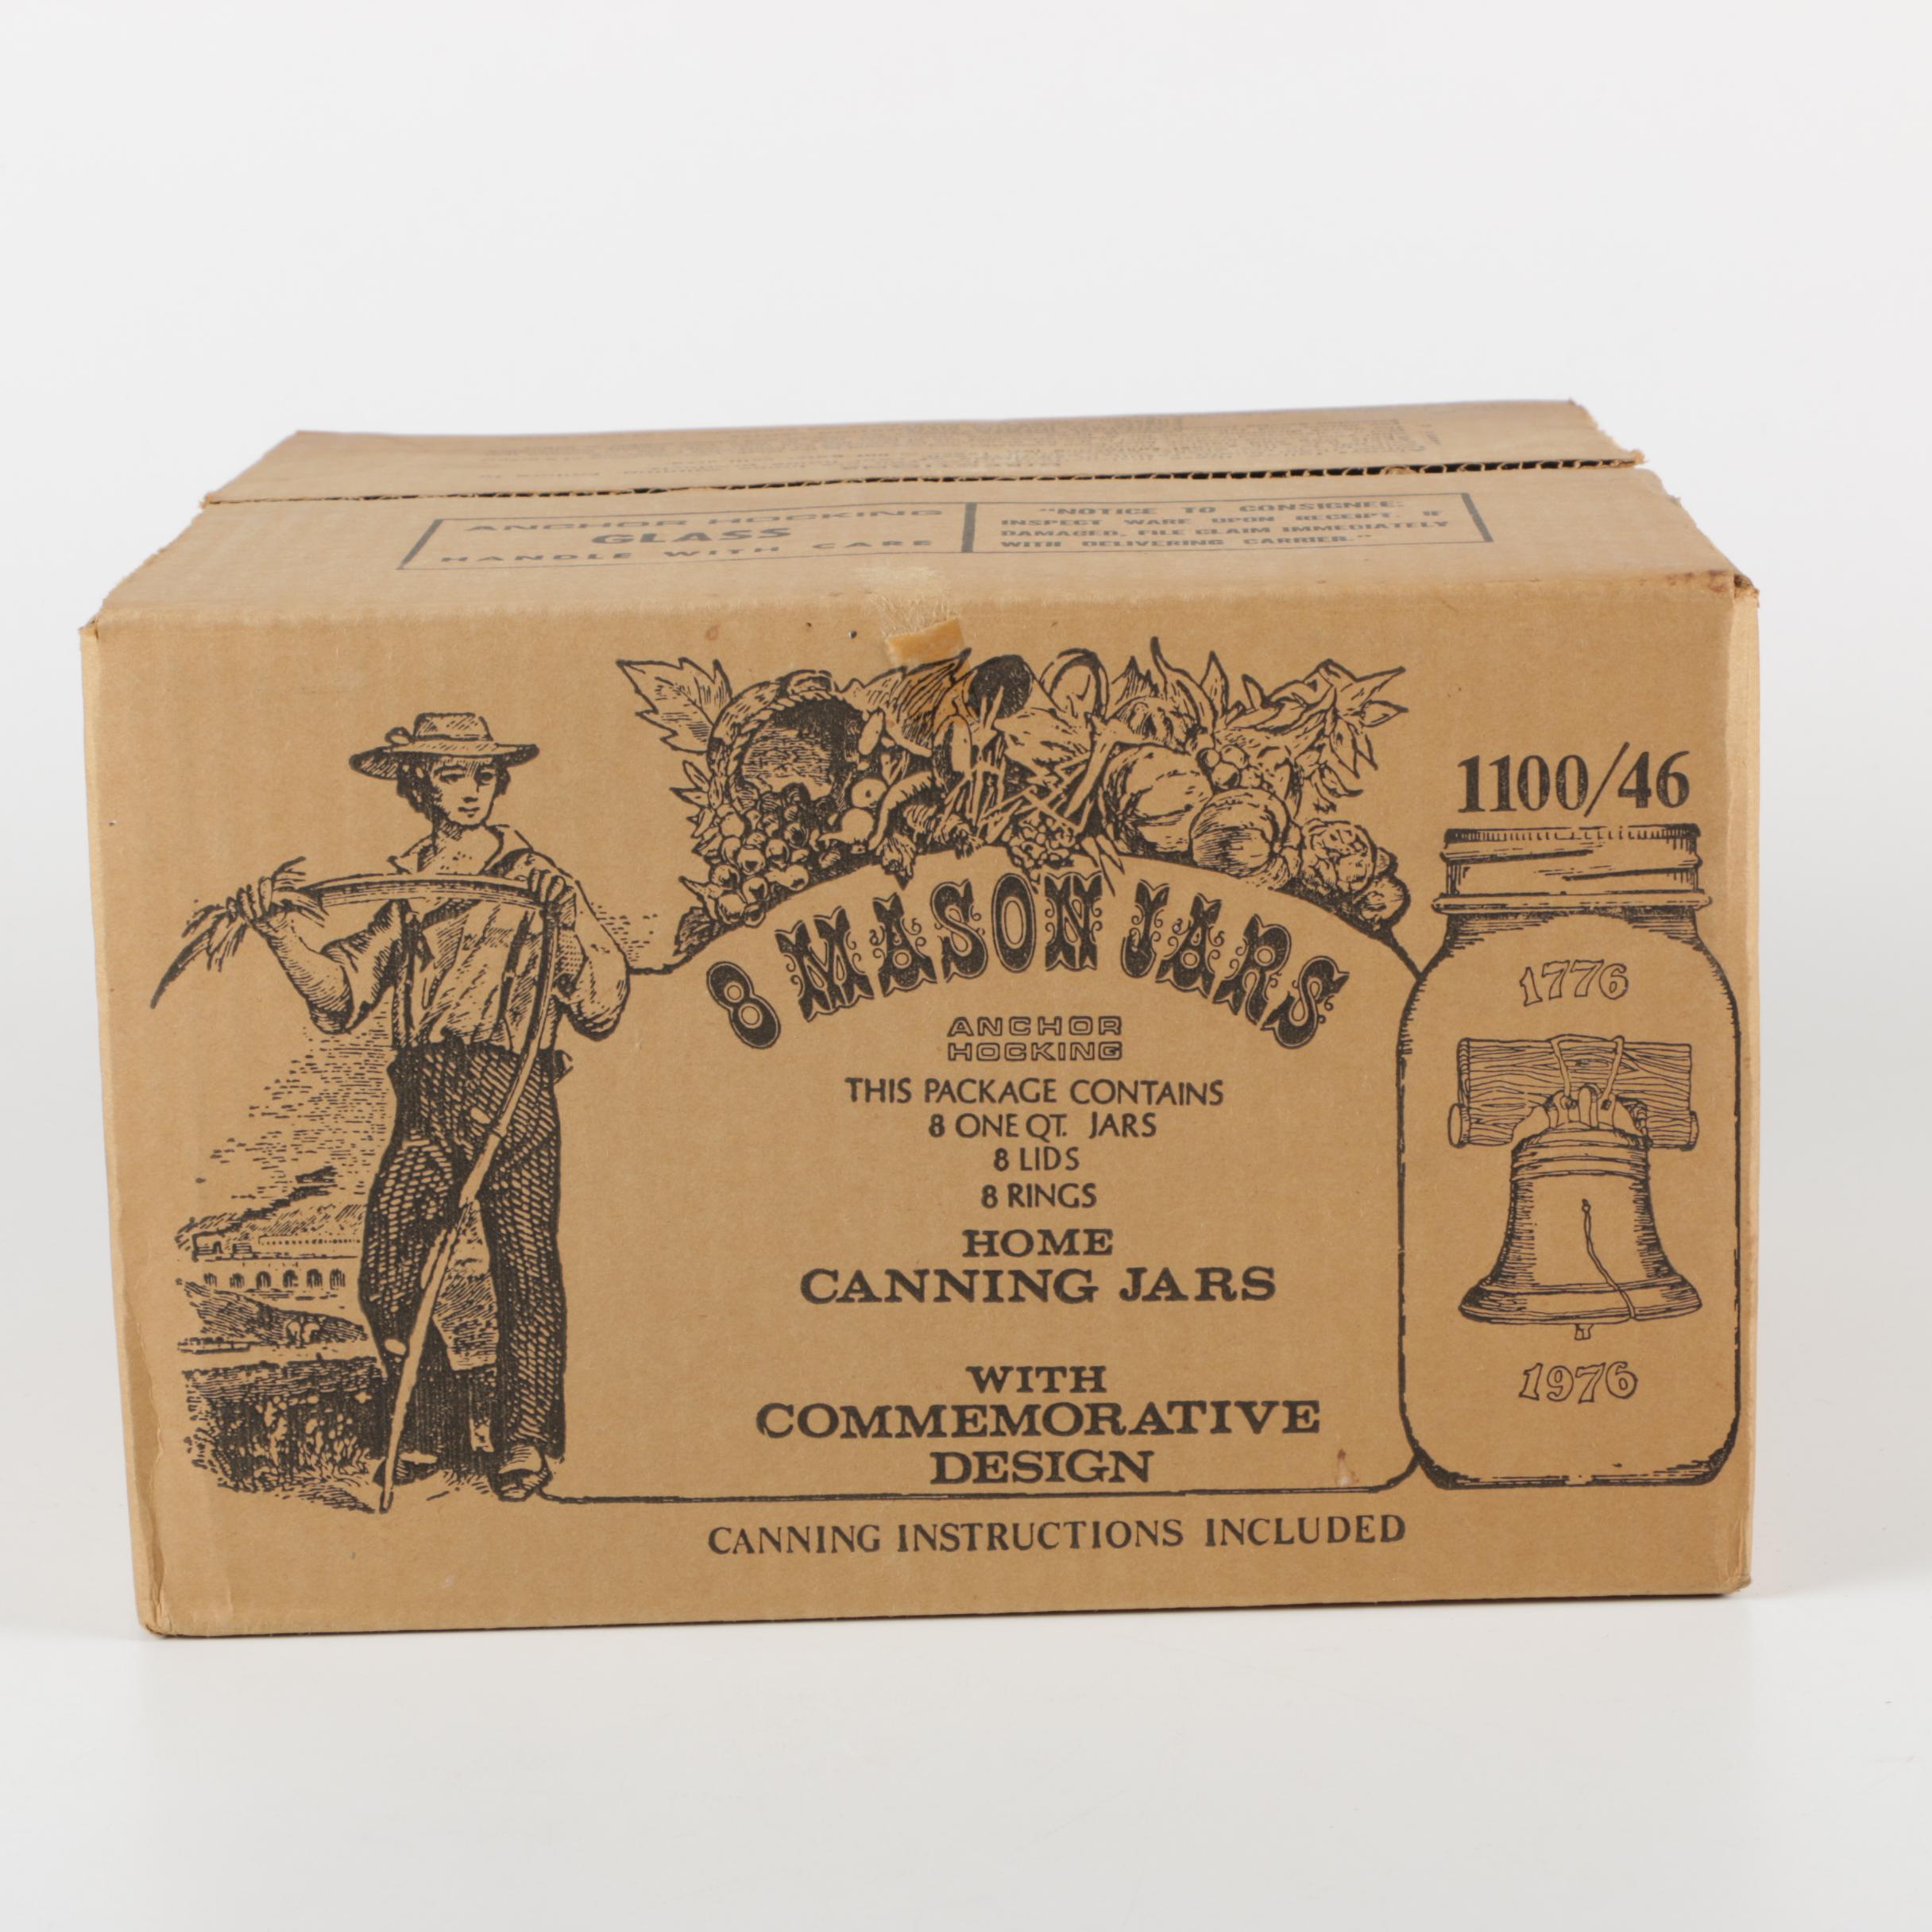 ANCHOR HOCKING
GLASS
HANDLE WITH CARE
"NOTICE TO CONSIGNEE:
INSPECT WARE UPON RECEIPT. IF
DAMAGED, FILE CLAIM IMMEDIATELY
WITH DELIVERING CARRIER."
8 MASON JARS
ANCHOR
HOCKING
THIS PACKAGE CONTAINS
8 ONE QT. JARS
8 LIDS
8 RINGS
HOME
CANNING JARS
WITH
COMMEMORATIVE
DESIGN
CANNING INSTRUCTIONS INCLUDED
1100/46
1776
1976